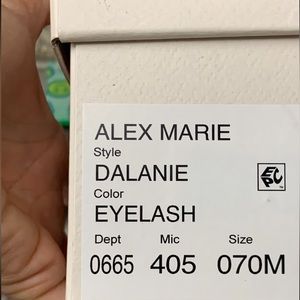 ALEX MARIE
Style
DALANIE
Color
EYELASH
Dept Mic Size
0665 405 070M